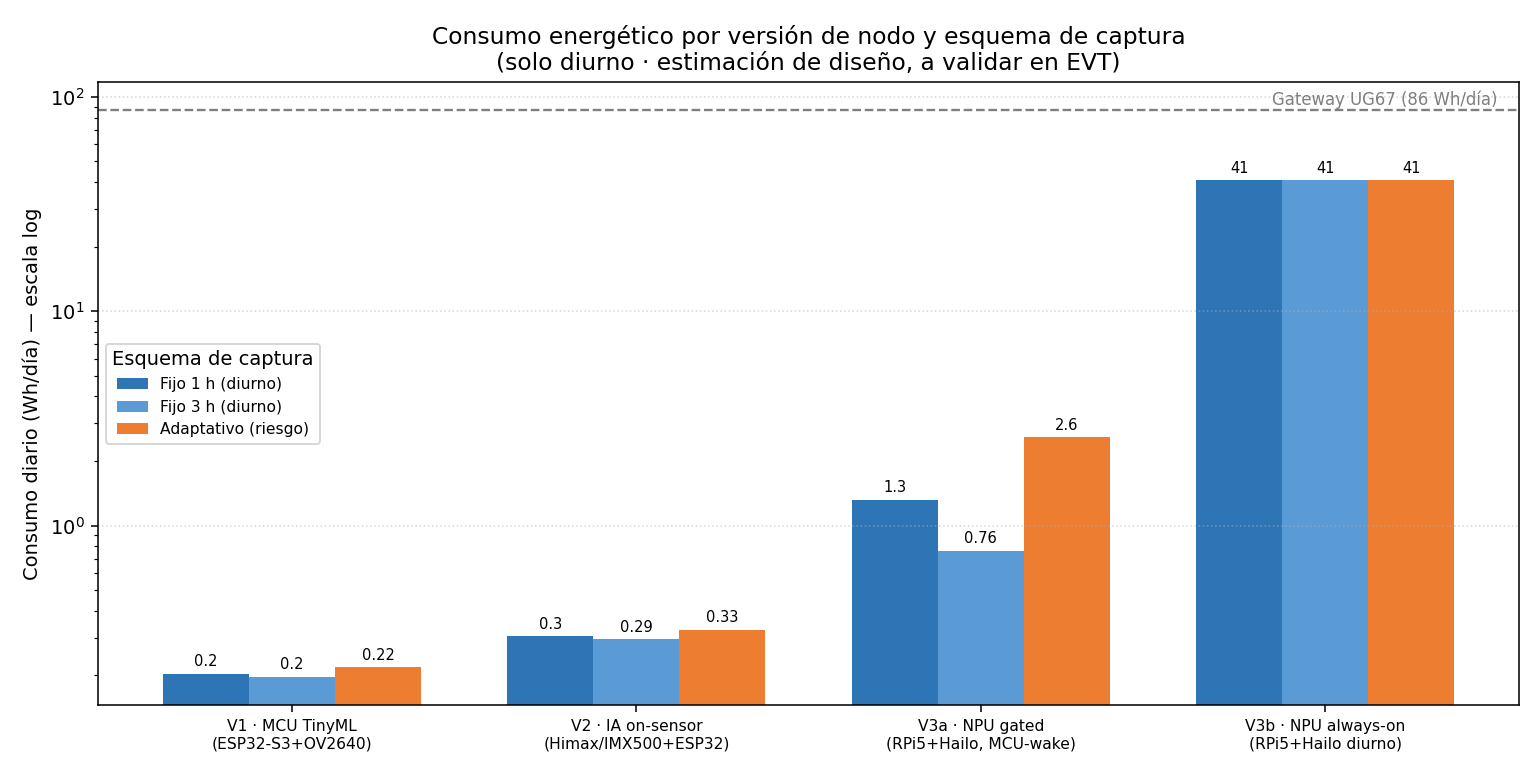 Consumo energético por versión de nodo y esquema de captura
(solo diurno · estimación de diseño, a validar en EVT)
Consumo diario (Wh/día) — escala log
10²
10¹
10⁰
Gateway UG67 (86 Wh/día)
Esquema de captura
Fijo 1 h (diurno)
Fijo 3 h (diurno)
Adaptativo (riesgo)
0.2
0.2
0.22
0.3
0.29
0.33
1.3
0.76
2.6
41
41
41
V1 · MCU TinyML
(ESP32-S3+OV2640)
V2 · IA on-sensor
(Himax/IMX500+ESP32)
V3a · NPU gated
(RPi5+Hailo, MCU-wake)
V3b · NPU always-on
(RPi5+Hailo diurno)